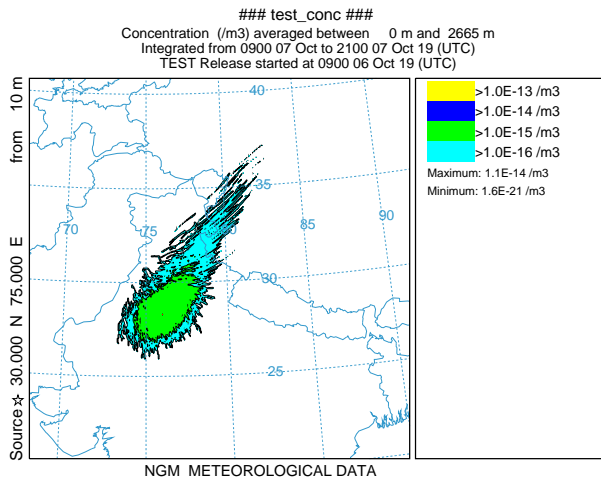 ### test_conc ###
Concentration (/m3) averaged between 0 m and 2665 m
Integrated from 0900 07 Oct to 2100 07 Oct 19 (UTC)
TEST Release started at 0900 06 Oct 19 (UTC)
Source ☆ 30.000 N 75.000 E from 10 m
40
35
70
75
80
85
90
30
25
>1.0E-13 /m3
>1.0E-14 /m3
>1.0E-15 /m3
>1.0E-16 /m3
Maximum: 1.1E-14 /m3
Minimum: 1.6E-21 /m3
NGM METEOROLOGICAL DATA